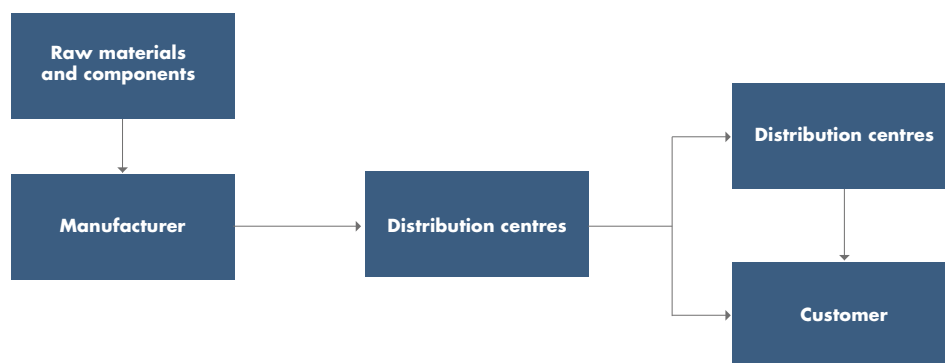 Raw materials
and components
Manufacturer
Distribution centres
Distribution centres
Customer